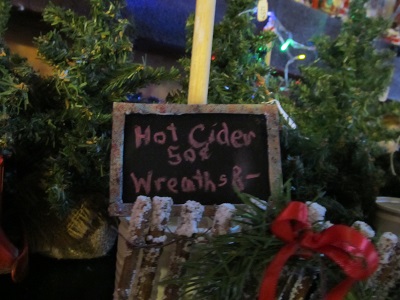 Hot Cider
50¢
Wreaths 8-